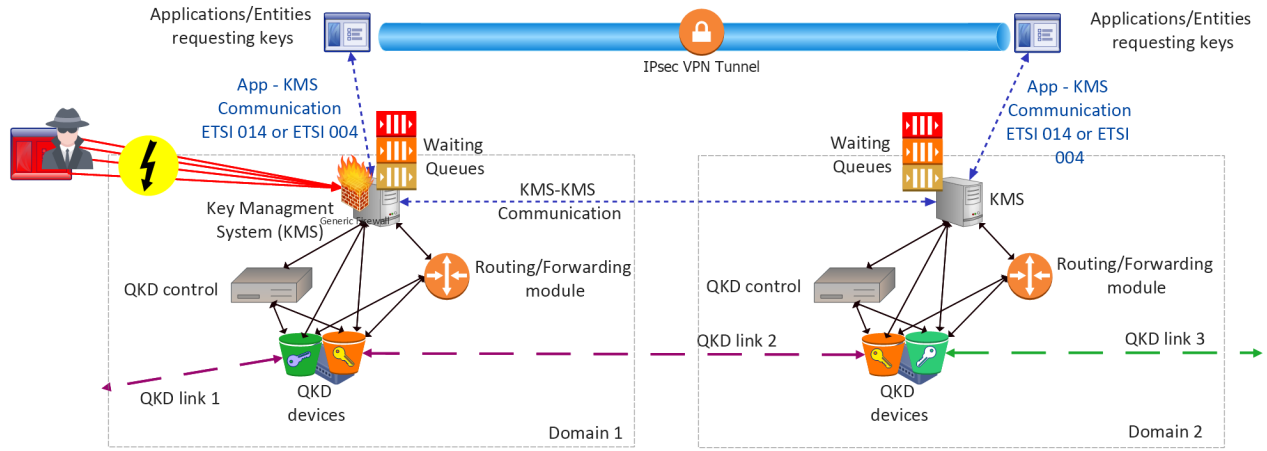 Applications/Entities
requesting keys
IPsec VPN Tunnel
Applications/Entities
requesting keys
App - KMS
Communication
ETSI 014 or ETSI 004
App - KMS
Communication
ETSI 014 or ETSI
004
Waiting
Queues
Waiting
Queues
KMS-KMS
Communication
Key Managment
System (KMS)
Generic Firewall
KMS
QKD control
Routing/Forwarding
module
QKD control
Routing/Forwarding
module
QKD link 1
QKD
devices
QKD link 2
QKD
devices
QKD link 3
Domain 1
Domain 2